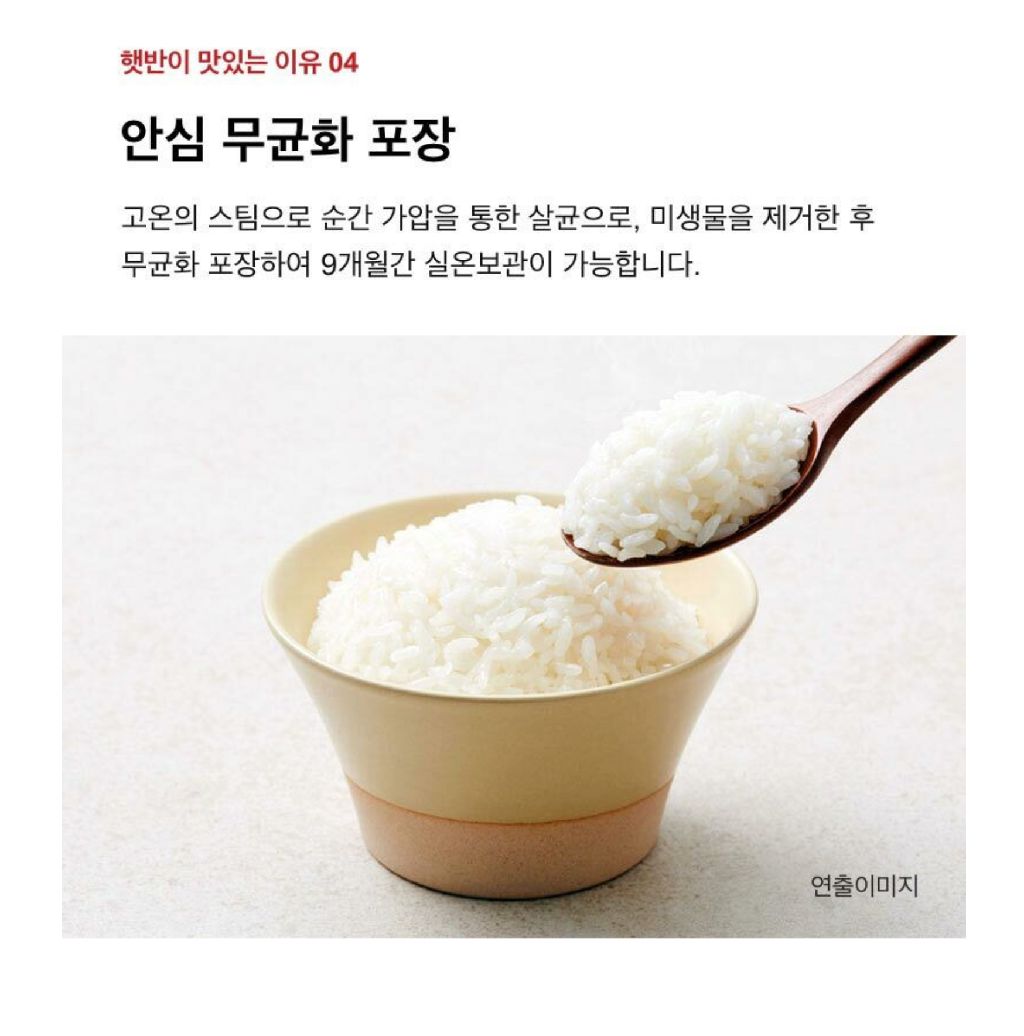 햇반이 맛있는 이유 04
안심 무균화 포장
고온의 스팀으로 순간 가압을 통한 살균으로, 미생물을 제거한 후
무균화 포장하여 9개월간 실온보관이 가능합니다.
연출이미지